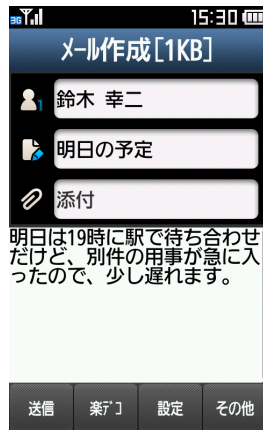 3G 15:30
メール作成[1KB]
1 鈴木 幸二
明日の予定
添付
明日は19時に駅で待ち合わせ
だけど、別件の用事が急に入
ったので、少し遅れます。
送信 楽デコ 設定 その他